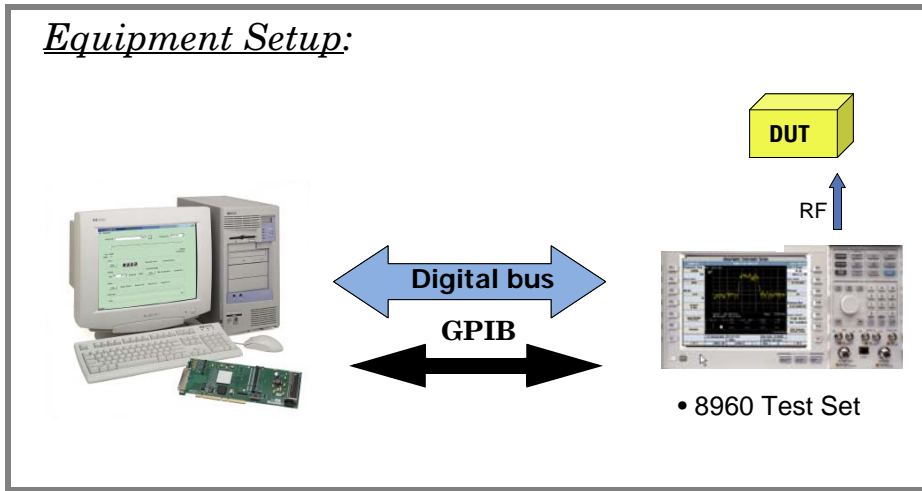 Equipment Setup:
DUT
RF
Digital bus
GPIB
• 8960 Test Set